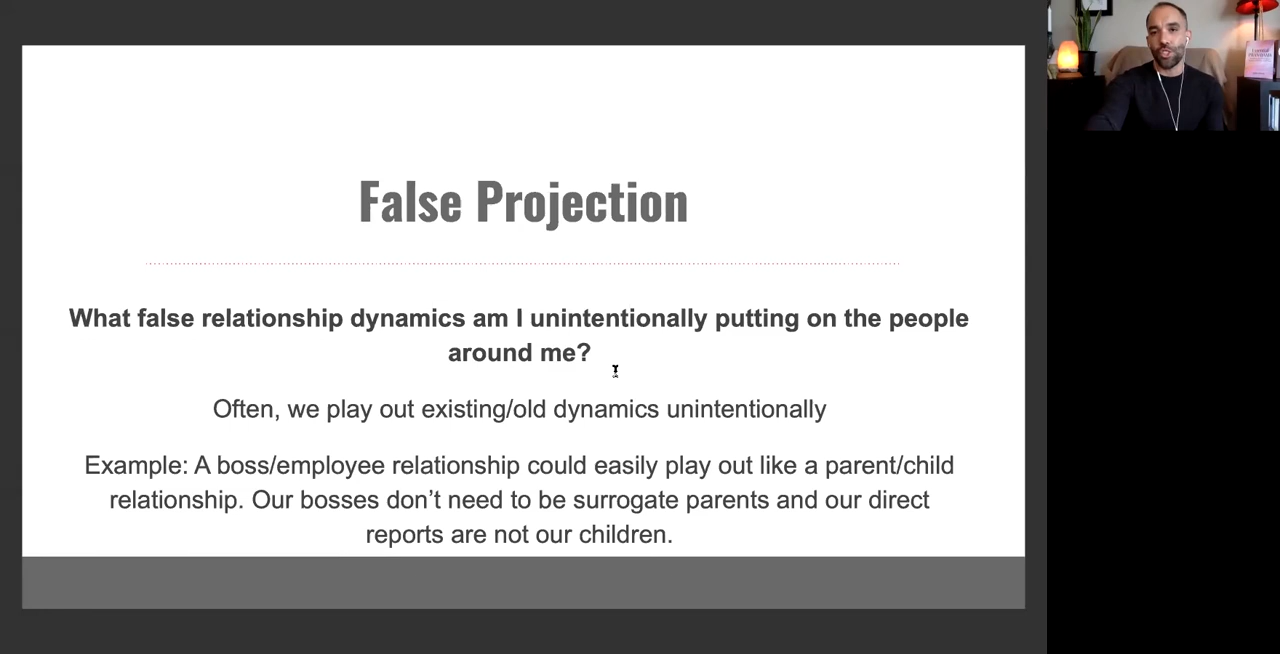 False Projection
What false relationship dynamics am I unintentionally putting on the people
around me?
Often, we play out existing/old dynamics unintentionally
Example: A boss/employee relationship could easily play out like a parent/child
relationship. Our bosses don’t need to be surrogate parents and our direct
reports are not our children.